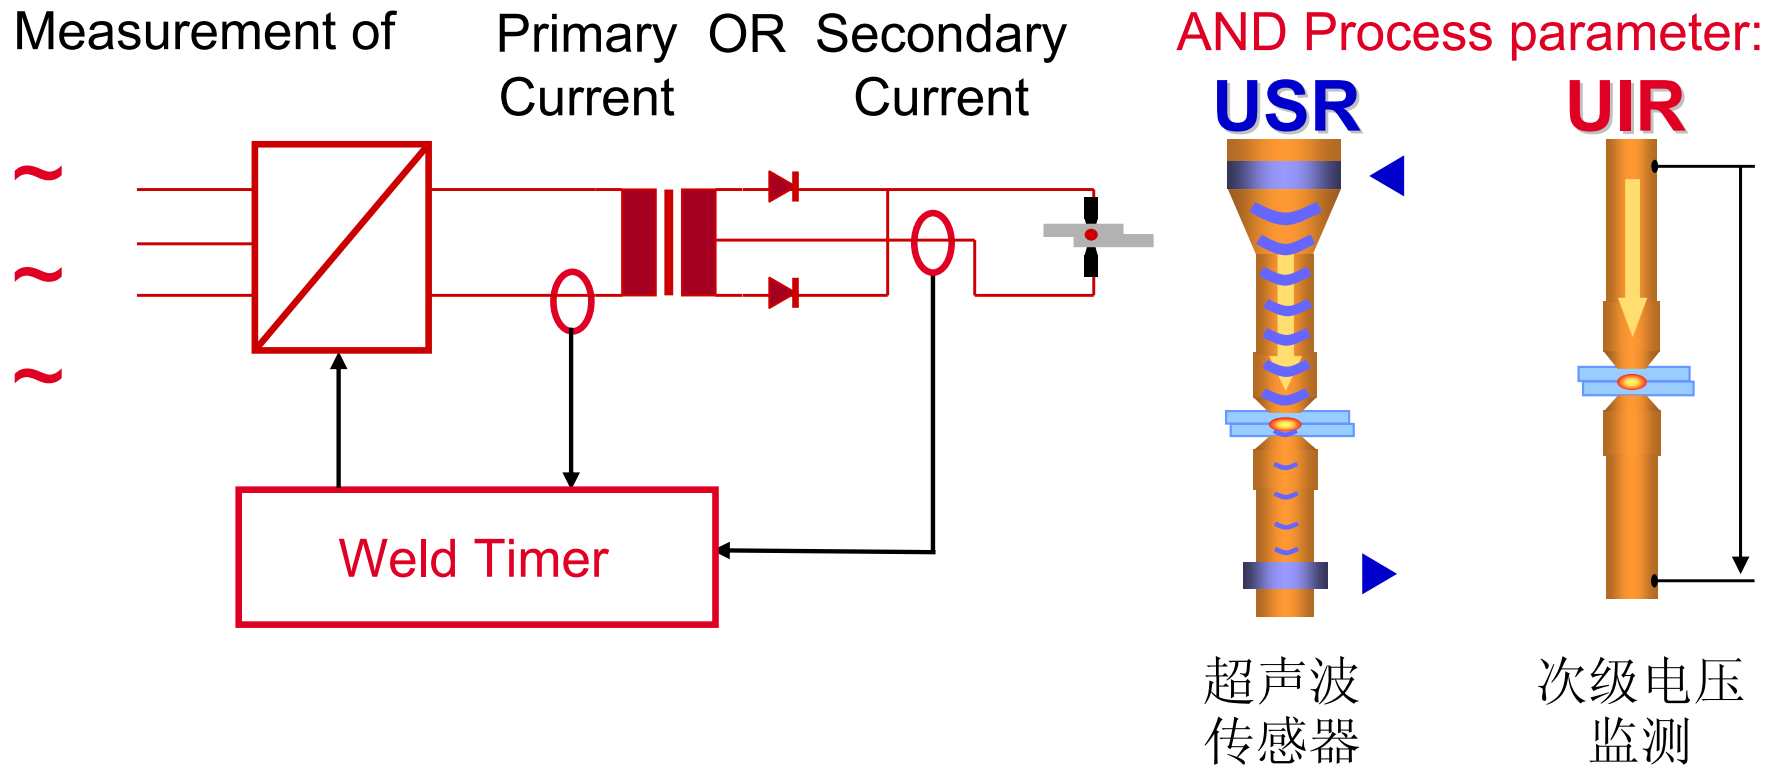 Measurement of Primary OR Secondary AND Process parameter:
Current Current
USR UIR
~
~
~
Weld Timer
超声波 次级电压
传感器 监测